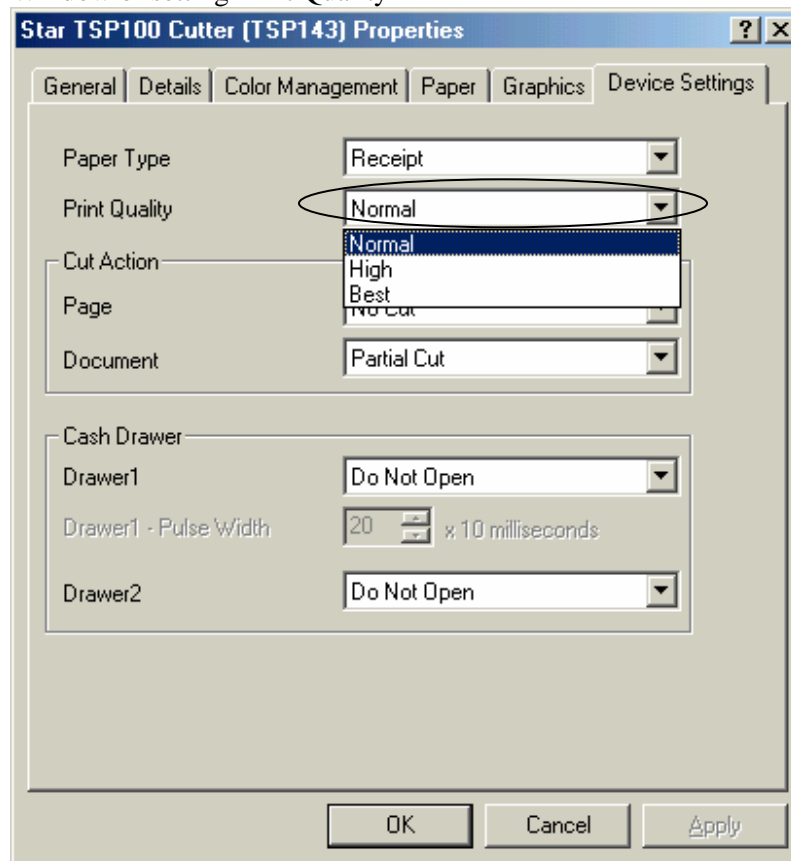 Star TSP100 Cutter (TSP143) Properties
General Details Color Management Paper Graphics Device Settings
Paper Type Receipt
Print Quality Normal
Normal
Cut Action High
Best
Page No Cut
Document Partial Cut
Cash Drawer
Drawer1 Do Not Open
Drawer1 - Pulse Width 20 x 10 milliseconds
Drawer2 Do Not Open
OK Cancel Apply